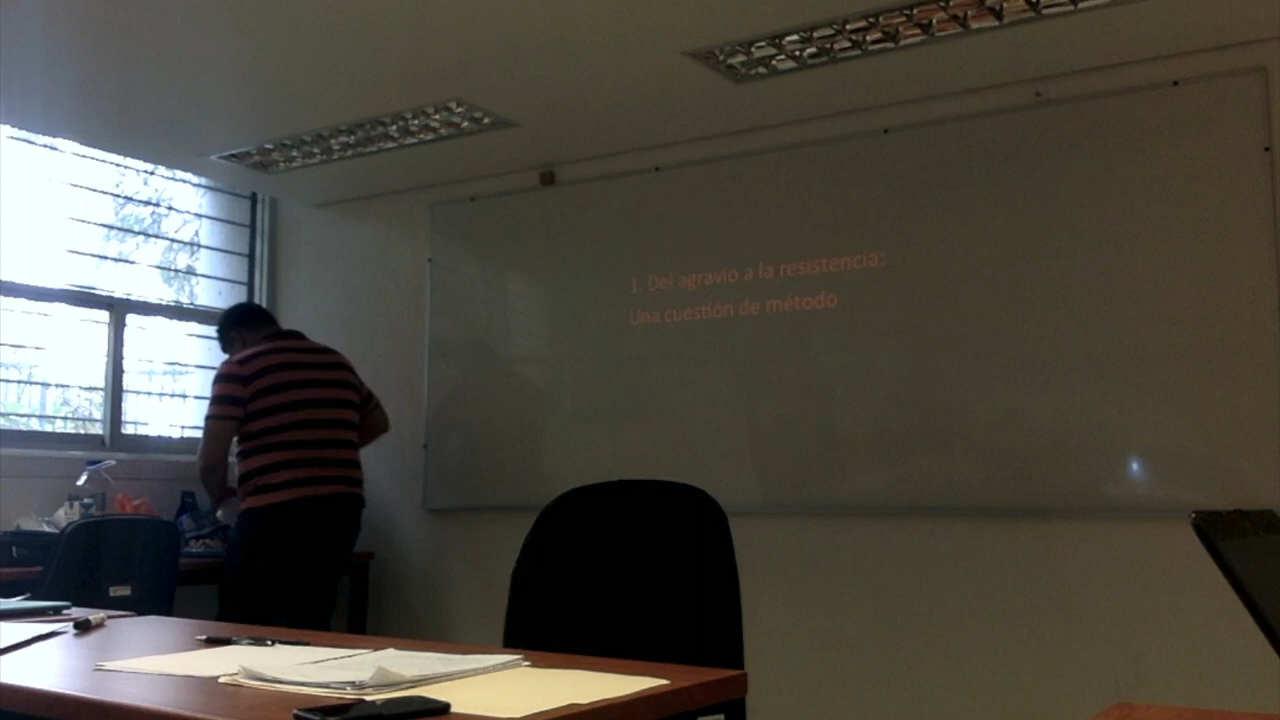 1. Del agravio a la resistencia:
Una cuestión de método